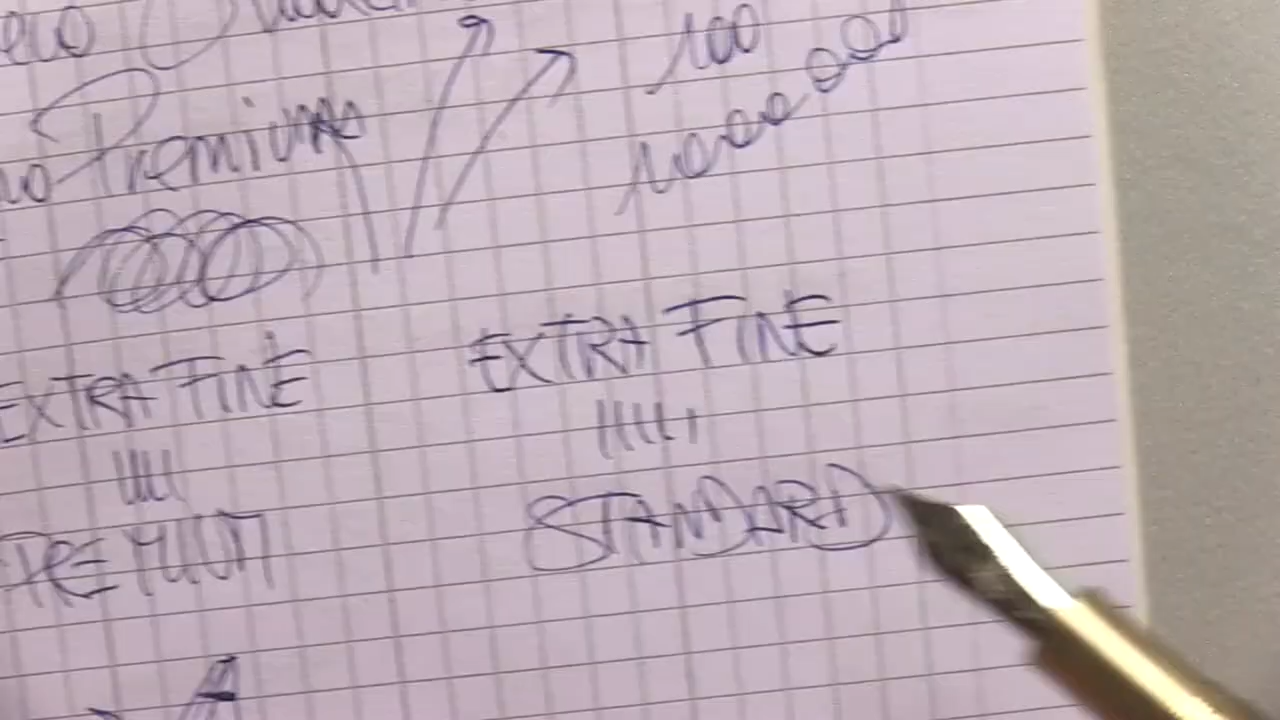 100
Premium
1000000
EXTRA FINE
EXTRA FINE
STANDARD
PREMIUM
A